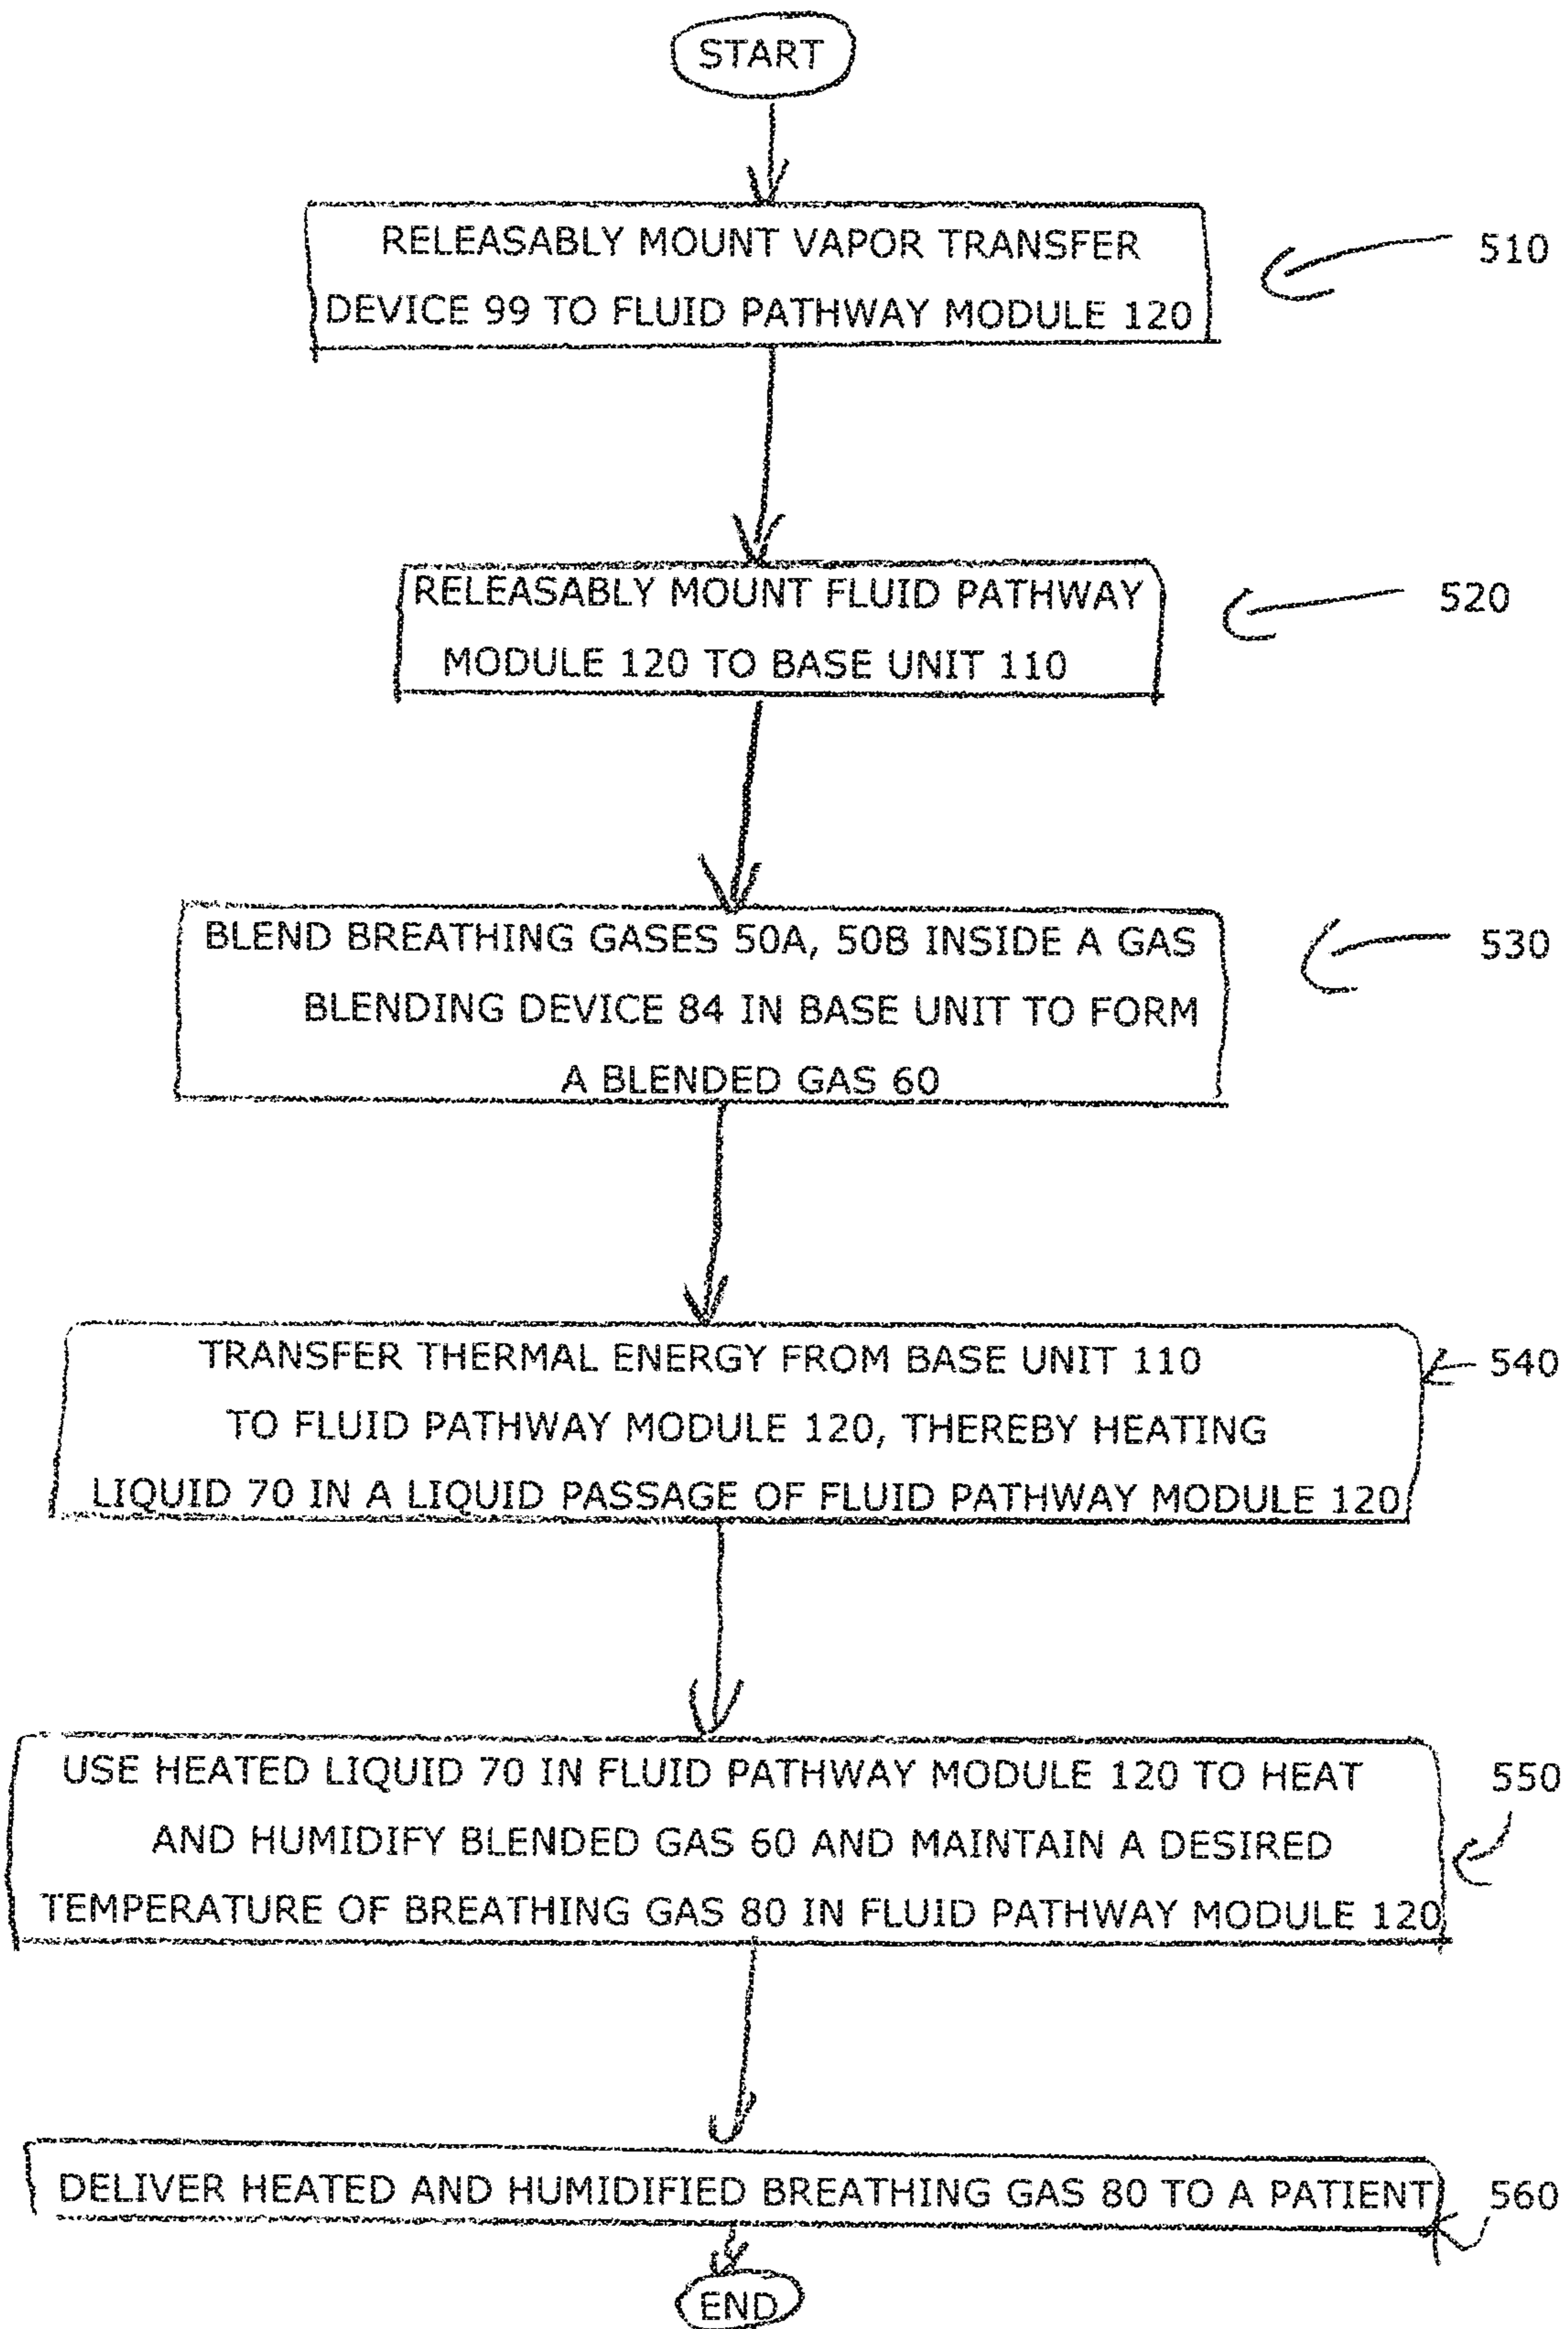 START
RELEASABLY MOUNT VAPOR TRANSFER
DEVICE 99 TO FLUID PATHWAY MODULE 120
510
RELEASABLY MOUNT FLUID PATHWAY
MODULE 120 TO BASE UNIT 110
520
BLEND BREATHING GASES 50A, 50B INSIDE A GAS
BLENDING DEVICE 84 IN BASE UNIT TO FORM
A BLENDED GAS 60
530
TRANSFER THERMAL ENERGY FROM BASE UNIT 110
TO FLUID PATHWAY MODULE 120, THEREBY HEATING
LIQUID 70 IN A LIQUID PASSAGE OF FLUID PATHWAY MODULE 120
540
USE HEATED LIQUID 70 IN FLUID PATHWAY MODULE 120 TO HEAT
AND HUMIDIFY BLENDED GAS 60 AND MAINTAIN A DESIRED
TEMPERATURE OF BREATHING GAS 80 IN FLUID PATHWAY MODULE 120
550
DELIVER HEATED AND HUMIDIFIED BREATHING GAS 80 TO A PATIENT
560
END